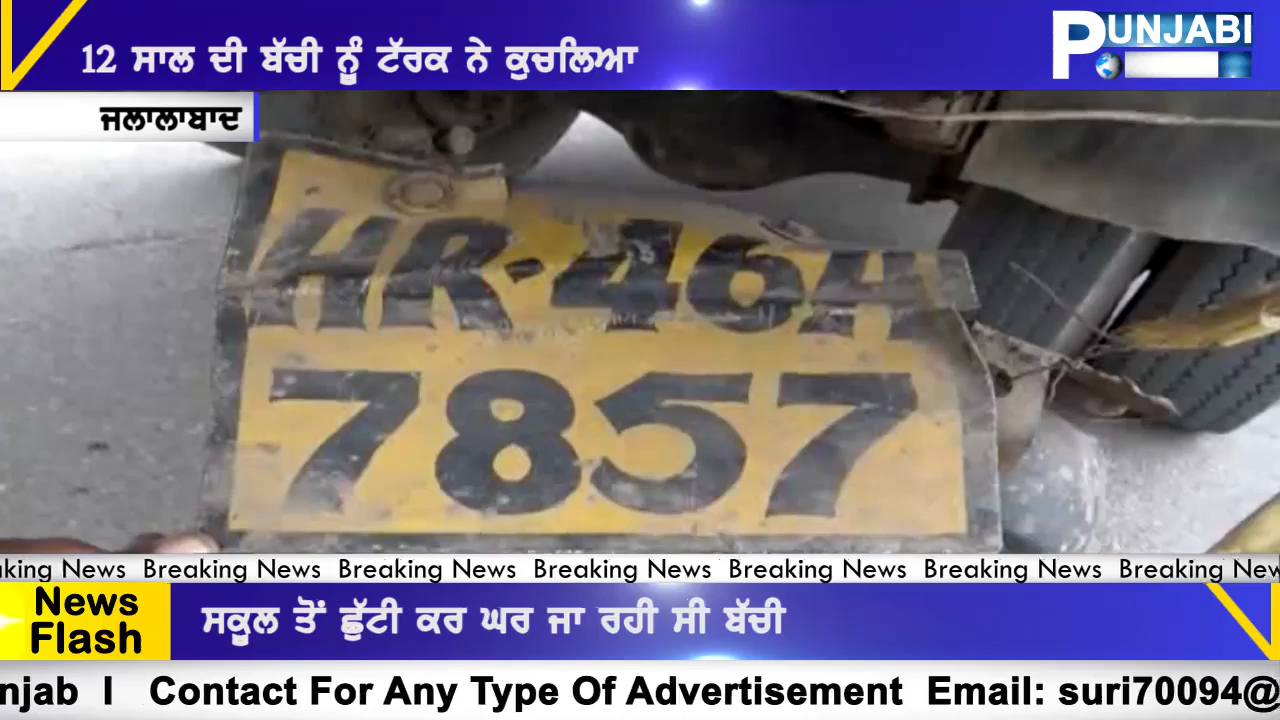 12 ਸਾਲ ਦੀ ਬੱਚੀ ਨੂੰ ਟੱਰਕ ਨੇ ਕੁਚਲਿਆ
PUNJABI
ਜਲਾਲਾਬਾਦ
HR-46A
7857
king News Breaking News Breaking News Breaking News Breaking News Breaking News Breaking New
News
Flash
ਸਕੂਲ ਤੋਂ ਛੁੱਟੀ ਕਰ ਘਰ ਜਾ ਰਹੀ ਸੀ ਬੱਚੀ
njab I Contact For Any Type Of Advertisement Email: suri70094@